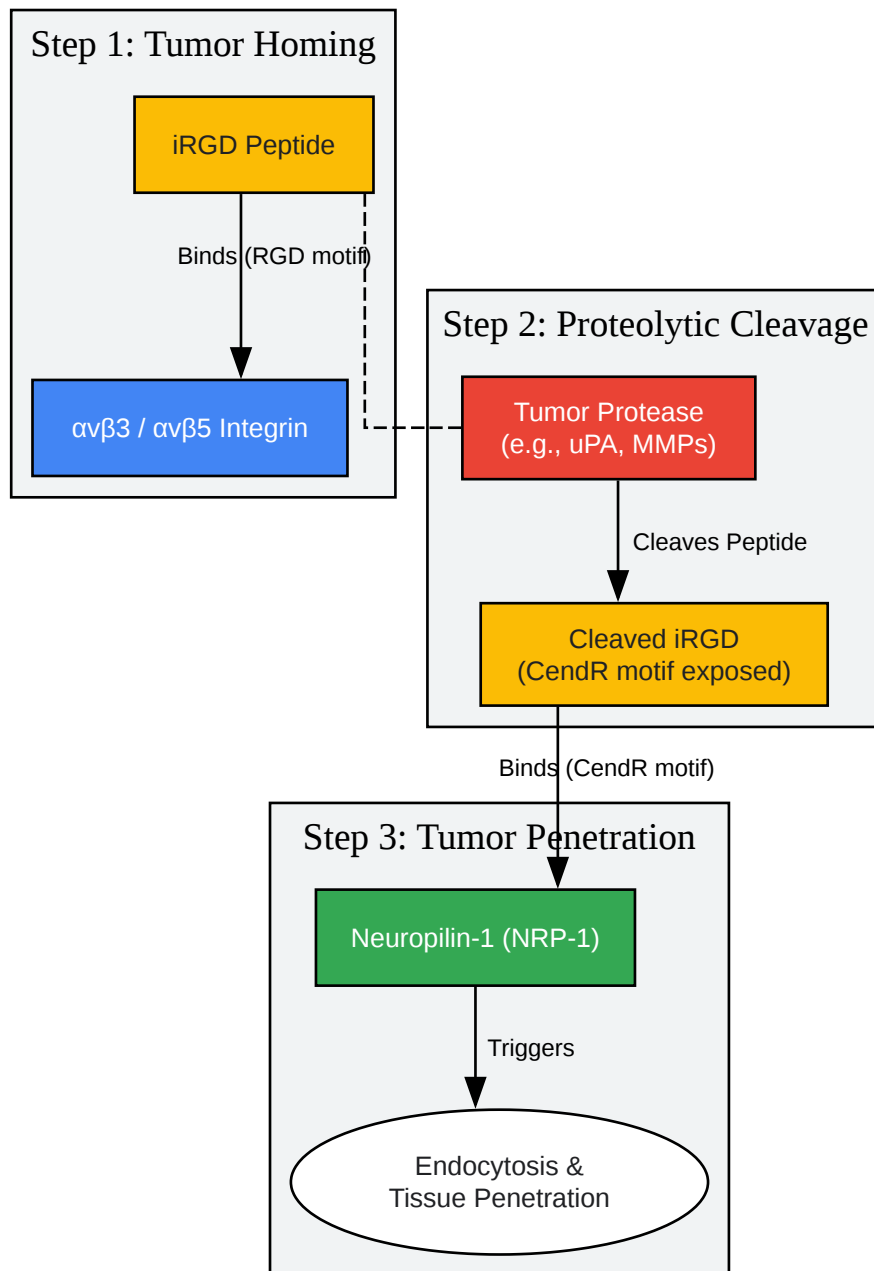 Step 1: Tumor Homing
iRGD Peptide
Binds (RGD motif)
αvβ3 / αvβ5 Integrin
Step 2: Proteolytic Cleavage
Tumor Protease
(e.g., uPA, MMPs)
Cleaves Peptide
Cleaved iRGD
(CendR motif exposed)
Binds (CendR motif)
Step 3: Tumor Penetration
Neuropilin-1 (NRP-1)
Triggers
Endocytosis &
Tissue Penetration